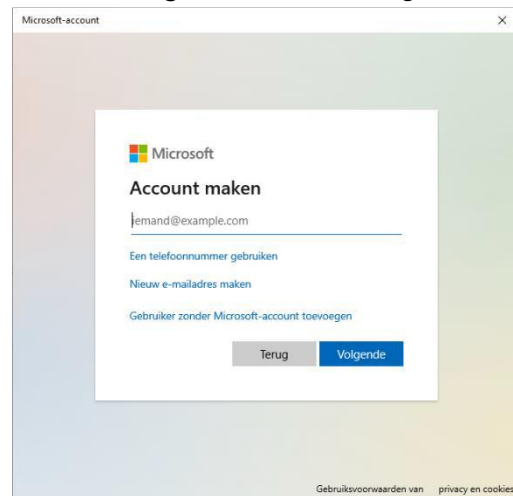 Microsoft-account
Microsoft
Account maken
iemand@example.com
Een telefoonnummer gebruiken
Nieuw e-mailadres maken
Gebruiker zonder Microsoft-account toevoegen
Terug Volgende
Gebruiksvoorwaarden van privacy en cookies